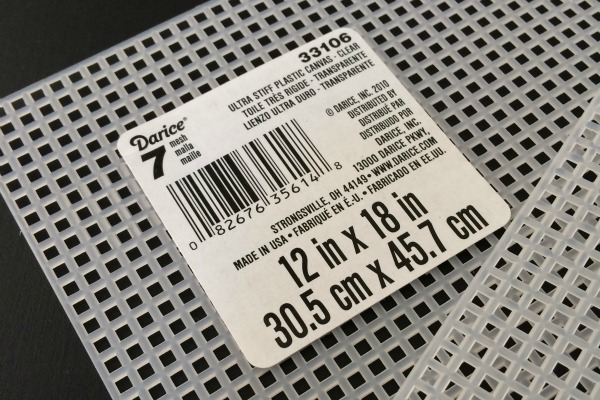 33106
ULTRA STIFF PLASTIC CANVAS - CLEAR
TOILE TRÈS RIGIDE - TRANSPARENTE
LIENZO ULTRA DURO - TRANSPARENTE
Darice®
7 mesh
malla
maille
© DARICE, INC. 2010
DISTRIBUTED BY
DISTRIBUÉ PAR
DISTRIBUIDO POR
DARICE, INC.
13000 DARICE PKWY.
STRONGSVILLE, OH 44149 • WWW.DARICE.COM
MADE IN USA • FABRIQUÉ EN É.-U. • FABRICADO EN EE.UU.
0 82676 35614 8
12 in x 18 in
30.5 cm x 45.7 cm